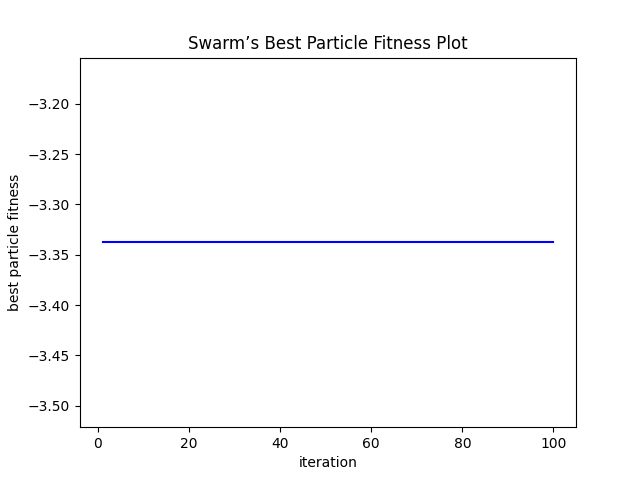 Swarm’s Best Particle Fitness Plot
best particle fitness
−3.20
−3.25
−3.30
−3.35
−3.40
−3.45
−3.50
0 20 40 60 80 100
iteration